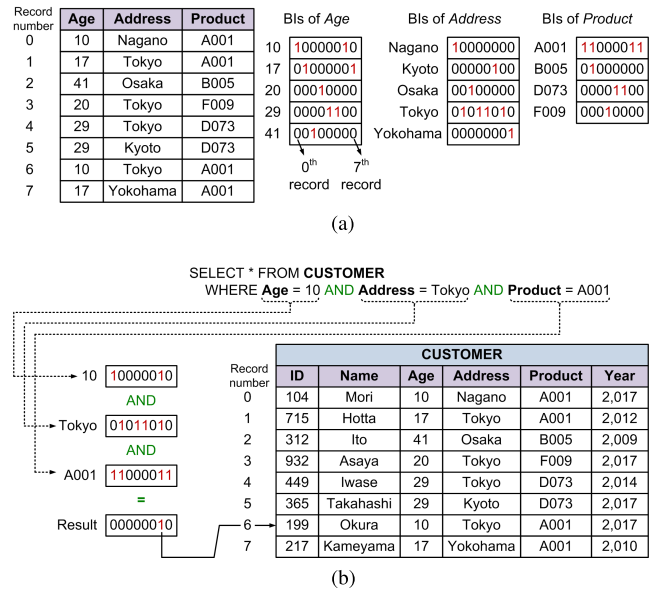 Record number Age Address Product BIs of Age BIs of Address BIs of Product
0 10 Nagano A001 10 10000010 Nagano 10000000 A001 11000011
1 17 Tokyo A001 17 01000001 Kyoto 00000100 B005 01000000
2 41 Osaka B005 20 00010000 Osaka 00100000 D073 00001100
3 20 Tokyo F009 29 00001100 Tokyo 01011010 F009 00010000
4 29 Tokyo D073 41 00100000 Yokohama 00000001
5 29 Kyoto D073 0th record 7th record
6 10 Tokyo A001
7 17 Yokohama A001
(a)
SELECT * FROM CUSTOMER
WHERE Age = 10 AND Address = Tokyo AND Product = A001
10 10000010
AND
Tokyo 01011010
AND
A001 11000011
=
Result 00000010
CUSTOMER
Record number ID Name Age Address Product Year
0 104 Mori 10 Nagano A001 2,017
1 715 Hotta 17 Tokyo A001 2,012
2 312 Ito 41 Osaka B005 2,009
3 932 Asaya 20 Tokyo F009 2,017
4 449 Iwase 29 Tokyo D073 2,014
5 365 Takahashi 29 Kyoto D073 2,017
6 199 Okura 10 Tokyo A001 2,017
7 217 Kameyama 17 Yokohama A001 2,010
(b)